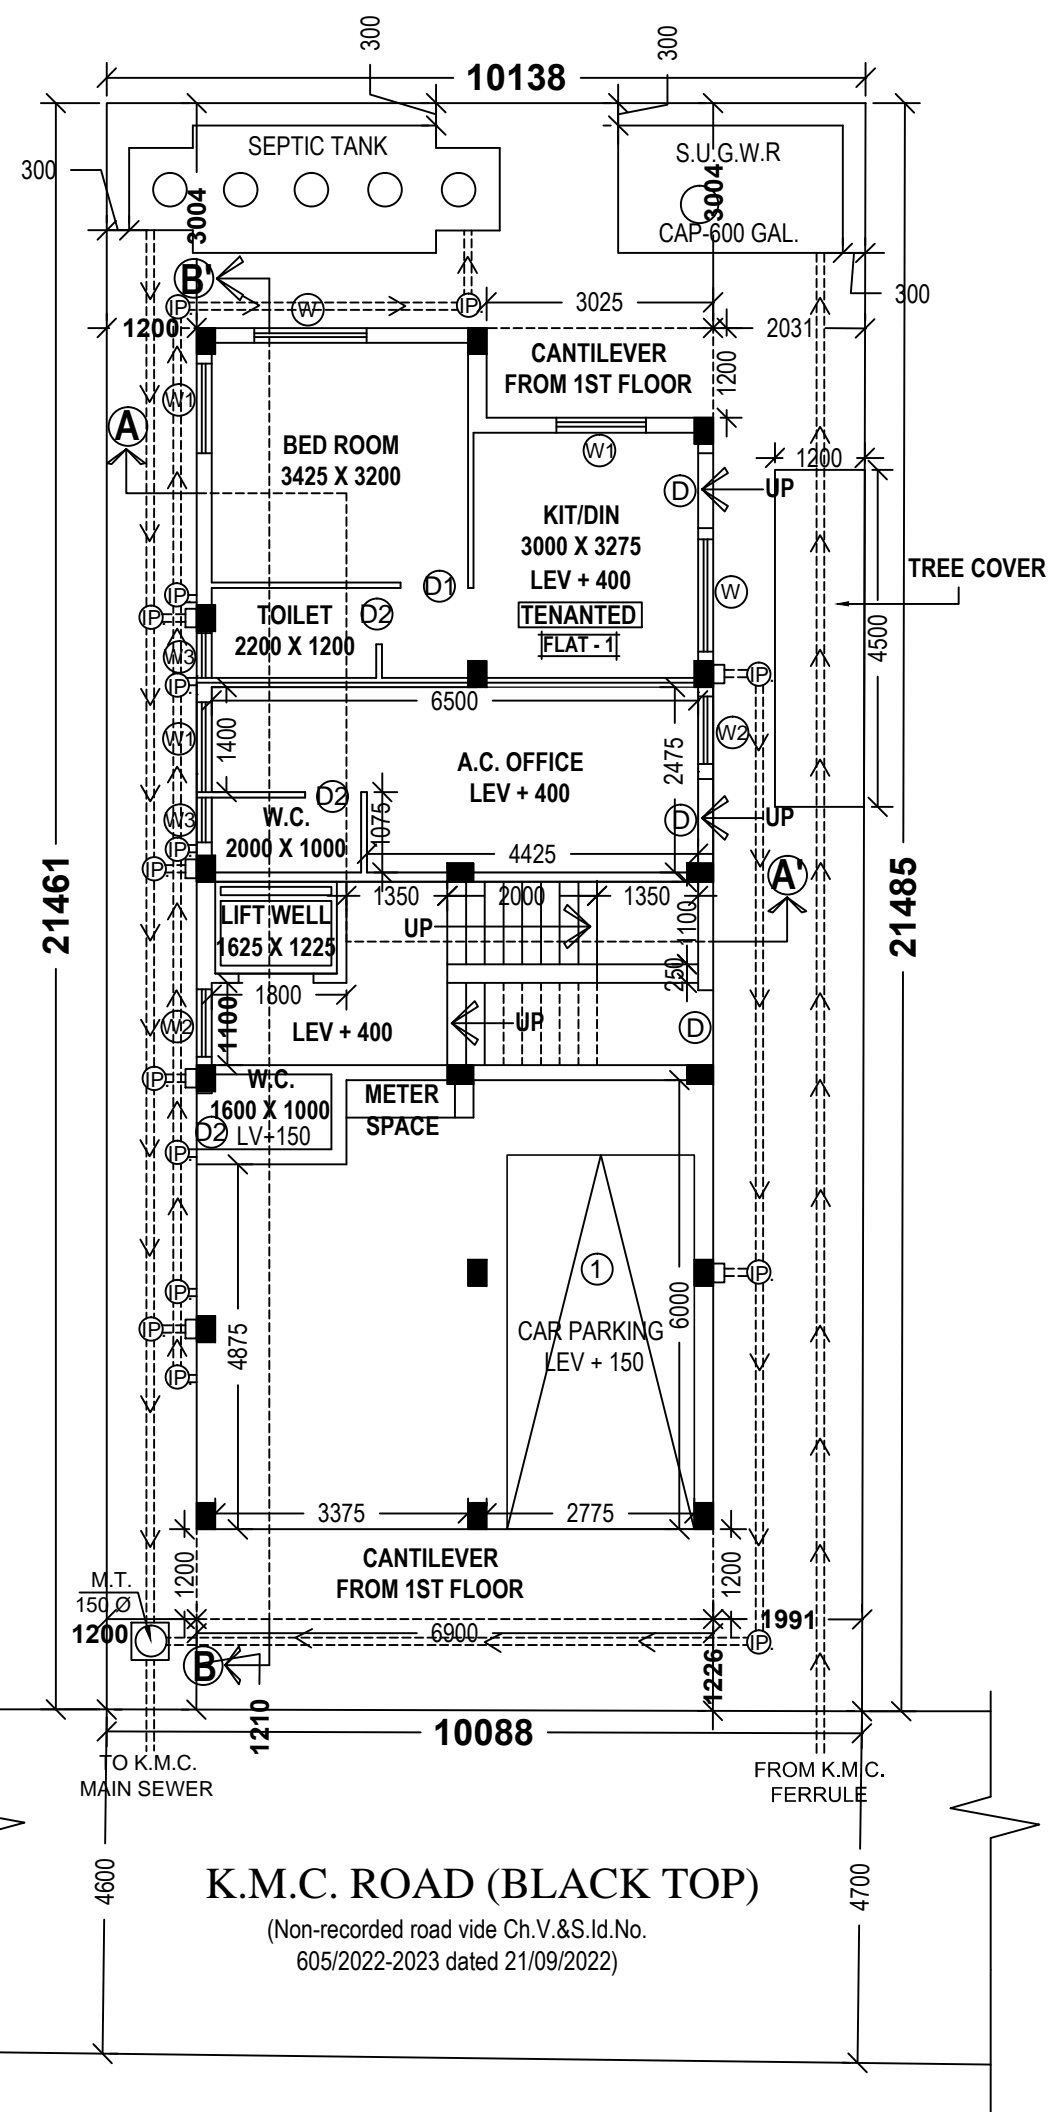 300
300
10138
SEPTIC TANK
S.U.G.W.R
300
3004
3004
CAP-600 GAL.
B'
300
IP.
W
IP.
3025
1200
2031
CANTILEVER
FROM 1ST FLOOR
1200
W1
A
BED ROOM
3425 X 3200
W1
1200
D
UP
KIT/DIN
3000 X 3275
LEV + 400
TREE COVER
D1
IP.
W
TENANTED
FLAT - 1
TOILET
2200 X 1200
D2
IP.
4500
W3
IP.
IP.
6500
W1
1400
W2
2475
A.C. OFFICE
LEV + 400
D2
W3
W.C.
2000 X 1000
1075
D
UP
IP.
4425
IP.
21461
21485
A'
1350
2000
1350
LIFT WELL
1625 X 1225
UP
1100
250
1800
1100
W2
LEV + 400
UP
D
IP.
W.C.
1600 X 1000
LV+150
D2
METER
SPACE
IP.
1
IP.
IP.
6000
CAR PARKING
LEV + 150
IP.
4875
IP.
3375
2775
CANTILEVER
FROM 1ST FLOOR
1200
1200
M.T.
150 Ø
1200
1991
6900
IP.
B
1226
1210
10088
TO K.M.C.
MAIN SEWER
FROM K.M.C.
FERRULE
4600
4700
K.M.C. ROAD (BLACK TOP)
(Non-recorded road vide Ch.V.&S.Id.No.
605/2022-2023 dated 21/09/2022)